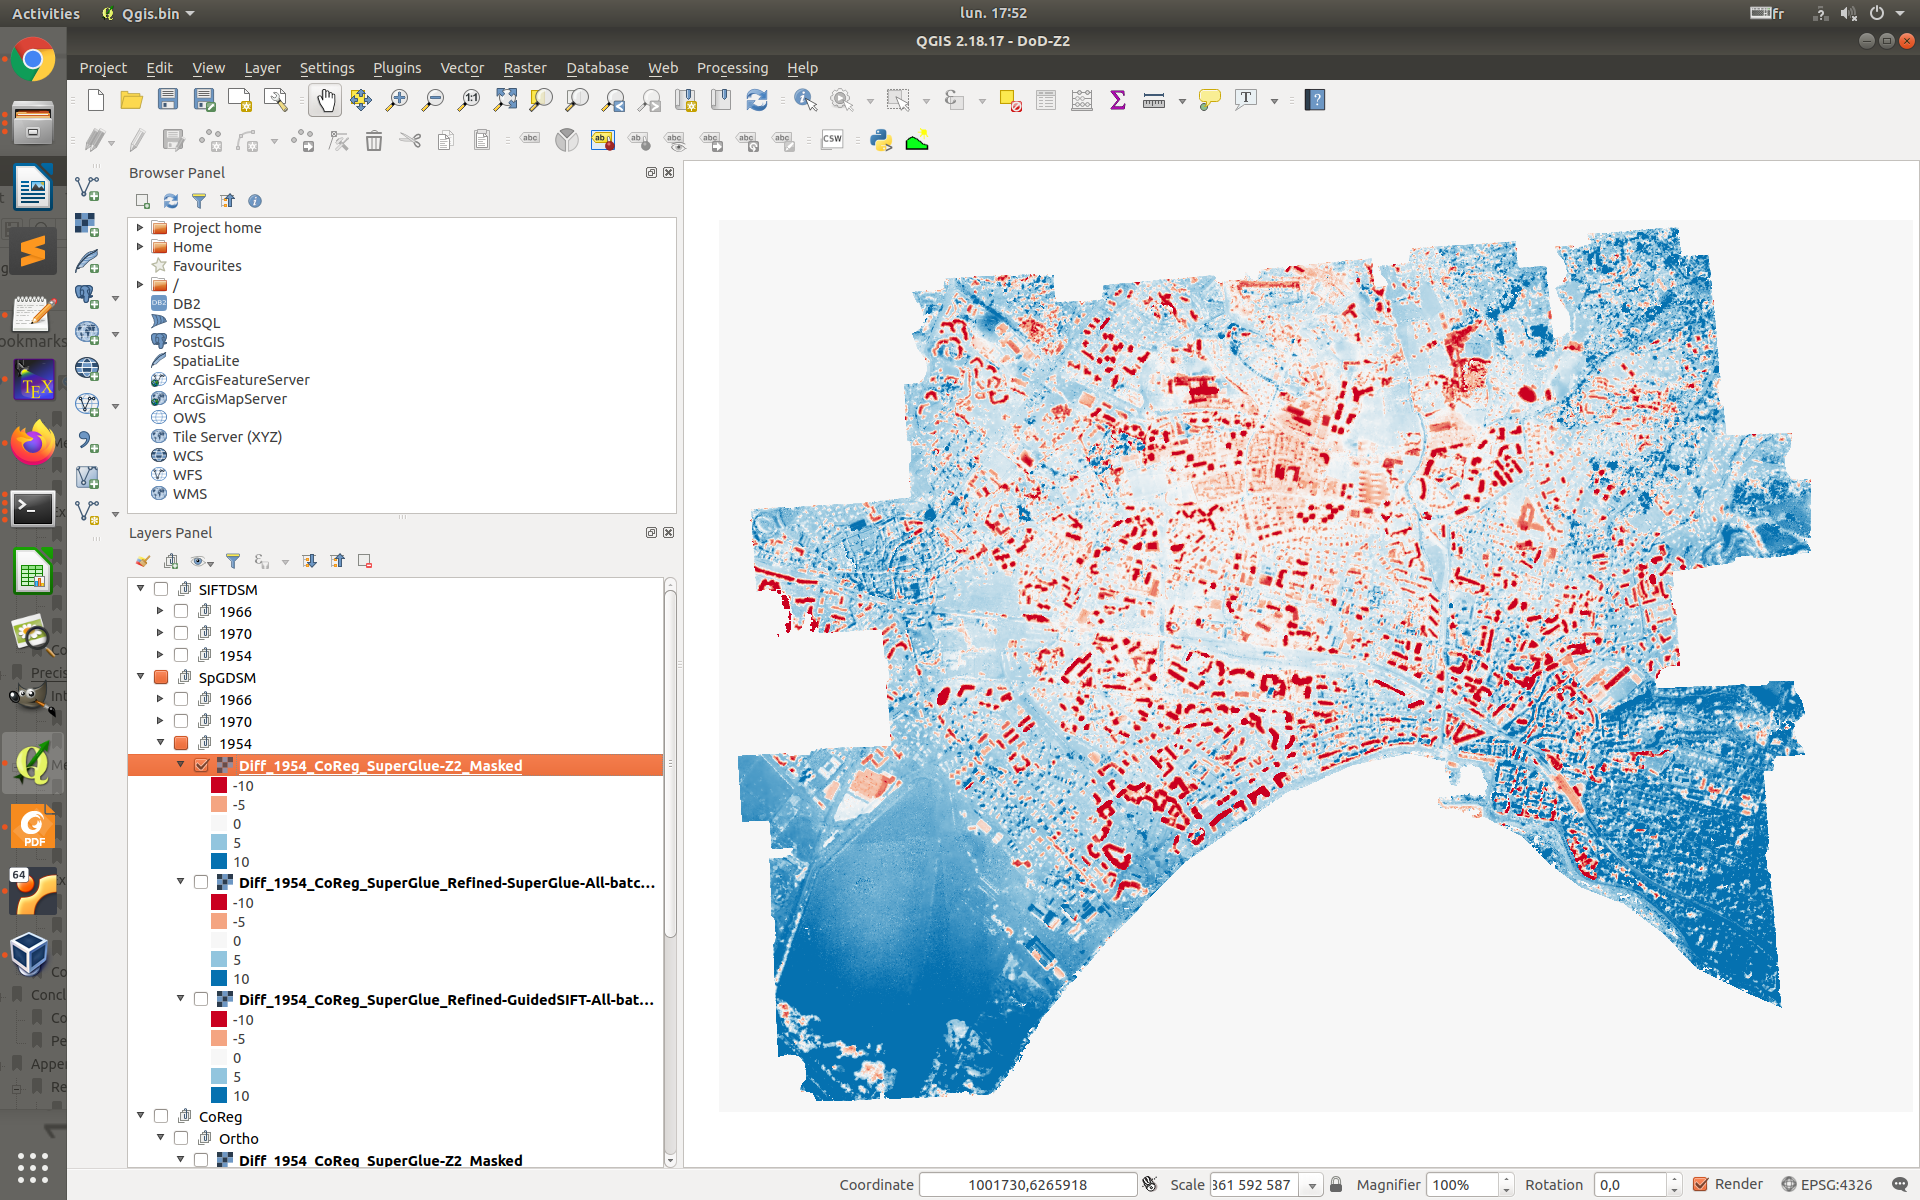 Activities Qgis.bin lun. 17:52 fr
QGIS 2.18.17 - DoD-Z2
Project Edit View Layer Settings Plugins Vector Raster Database Web Processing Help
Browser Panel
Project home
Home
Favourites
/
DB2
MSSQL
PostGIS
SpatiaLite
ArcGisFeatureServer
ArcGisMapServer
OWS
Tile Server (XYZ)
WCS
WFS
WMS
Layers Panel
SIFTDSM
1966
1970
1954
SpGDSM
1966
1970
1954
Diff_1954_CoReg_SuperGlue-Z2_Masked
-10
-5
0
5
10
Diff_1954_CoReg_SuperGlue_Refined-SuperGlue-All-batc...
-10
-5
0
5
10
Diff_1954_CoReg_SuperGlue_Refined-GuidedSIFT-All-bat...
-10
-5
0
5
10
CoReg
Ortho
Diff_1954_CoReg_SuperGlue-Z2_Masked
Coordinate 1001730,6265918 Scale 361 592 587 Magnifier 100% Rotation 0,0 Render EPSG:4326